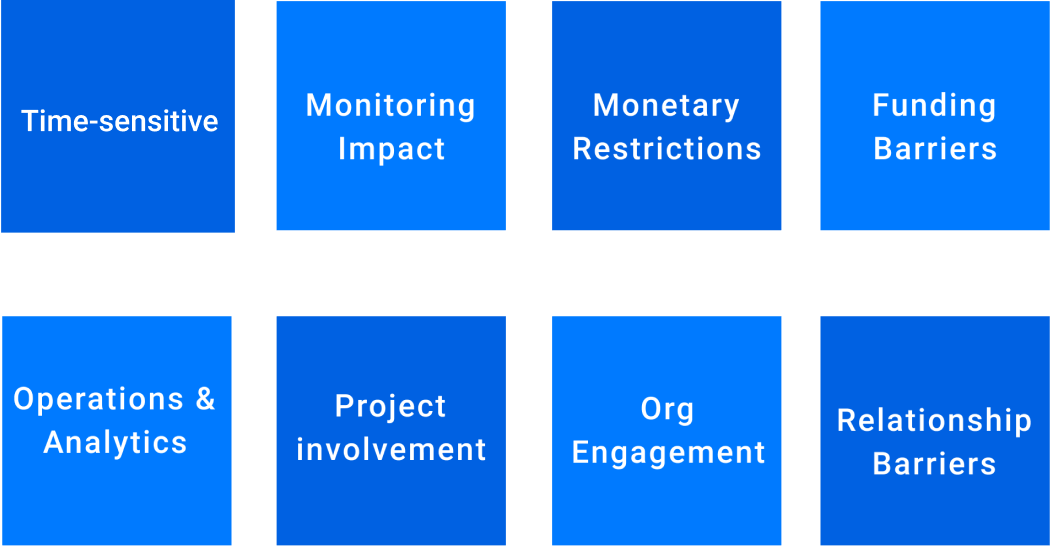 Time-sensitive
Monitoring
Impact
Monetary
Restrictions
Funding
Barriers
Operations &
Analytics
Project
involvement
Org
Engagement
Relationship
Barriers